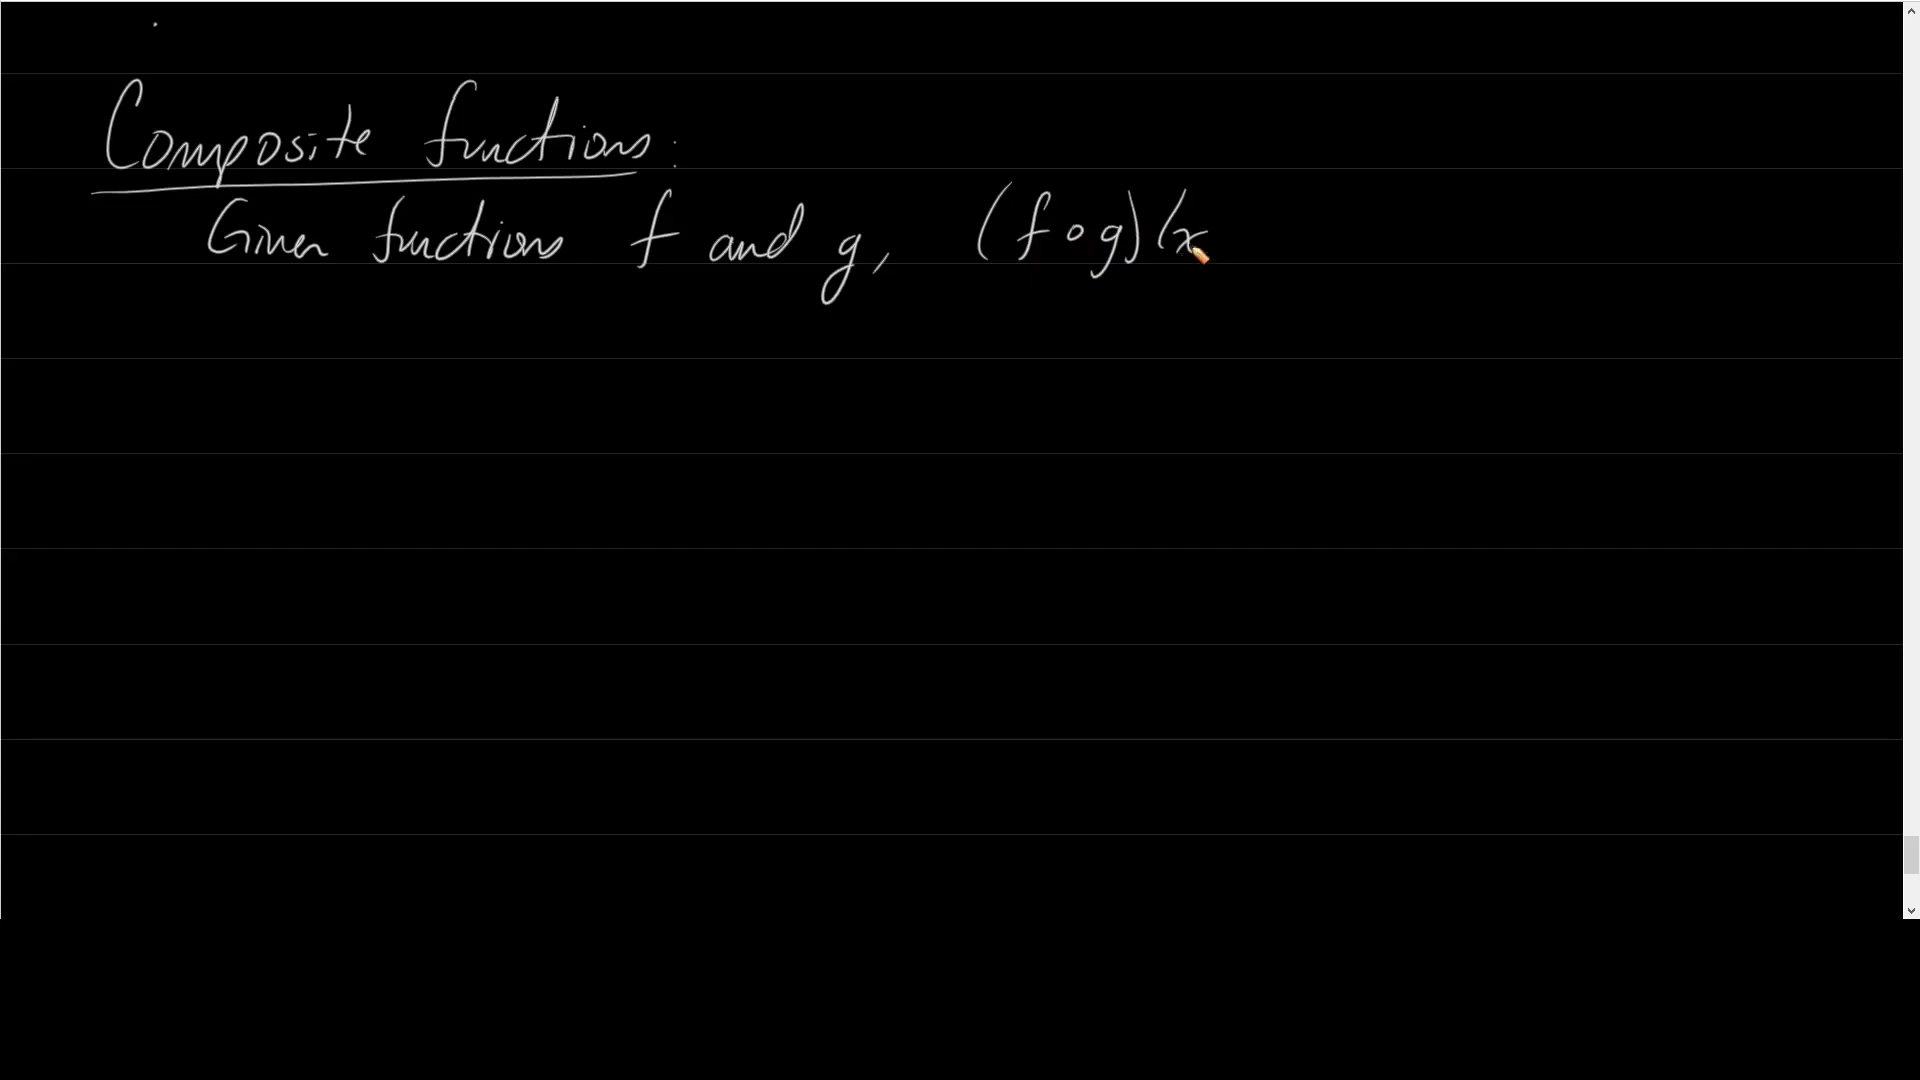 Composite functions:
Given functions f and g, (f∘g)(x